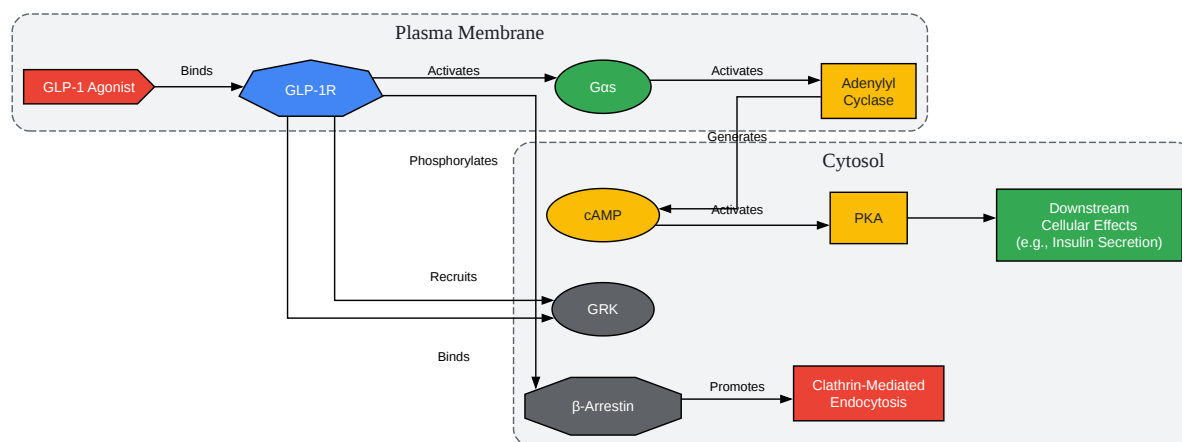 Plasma Membrane
GLP-1 Agonist
Binds
GLP-1R
Activates
Gαs
Activates
Adenylyl
Cyclase
Generates
Phosphorylates
Cytosol
cAMP
Activates
PKA
Downstream
Cellular Effects
(e.g., Insulin Secretion)
Recruits
GRK
Binds
β-Arrestin
Promotes
Clathrin-Mediated
Endocytosis